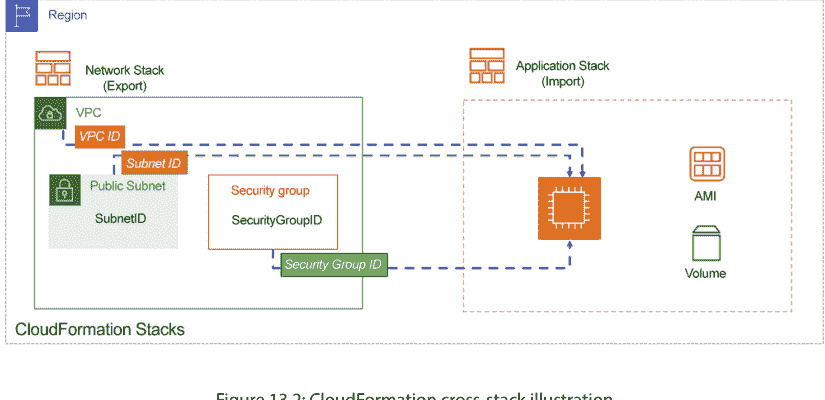 Region
Network Stack
(Export)
Application Stack
(Import)
VPC
VPC ID
Subnet ID
Public Subnet
SubnetID
Security group
SecurityGroupID
Security Group ID
AMI
Volume
CloudFormation Stacks
Figure 13.2: CloudFormation cross-stack illustration